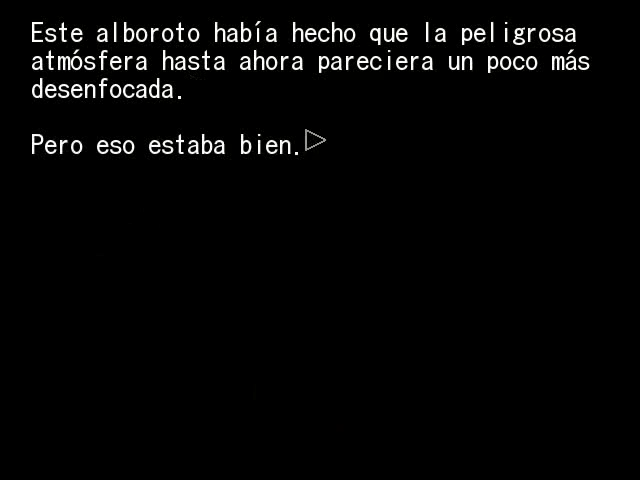 Este alboroto había hecho que la peligrosa
atmósfera hasta ahora pareciera un poco más
desenfocada.
Pero eso estaba bien.